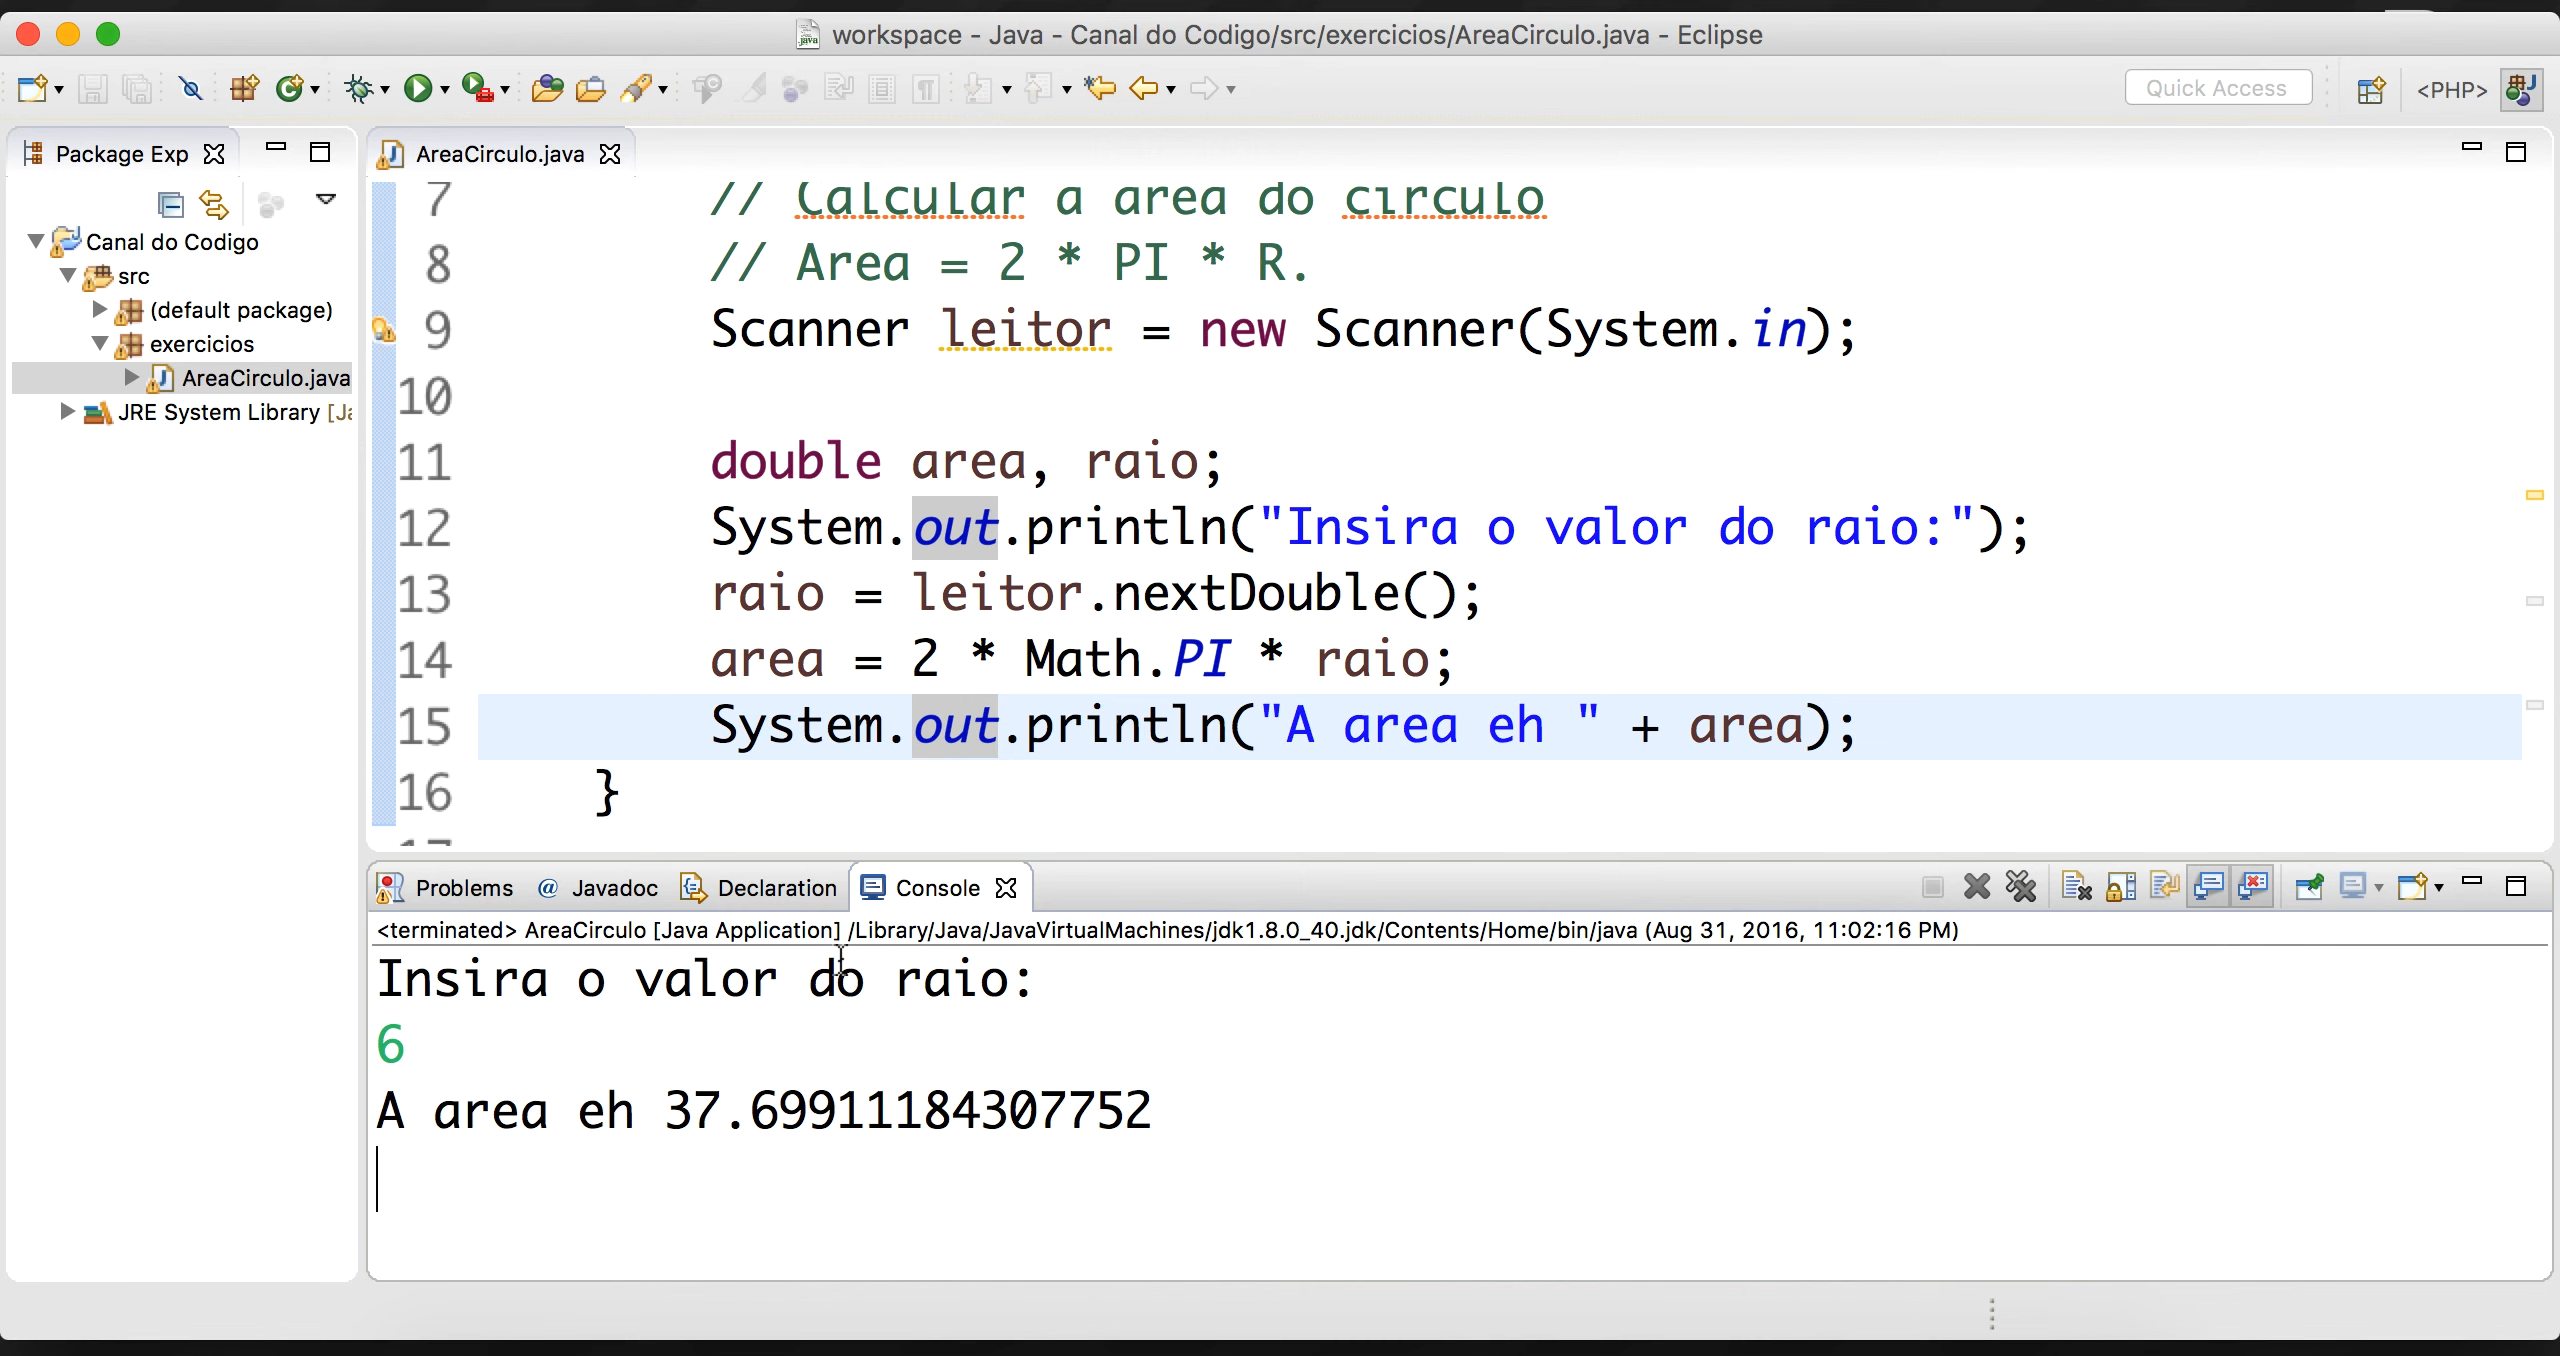 workspace - Java - Canal do Codigo/src/exercicios/AreaCirculo.java - Eclipse
Quick Access
<PHP>
Package Exp
AreaCirculo.java
Canal do Codigo
src
(default package)
exercicios
AreaCirculo.java
JRE System Library [Ja
7 // Calcular a area do circulo
8 // Area = 2 * PI * R.
9 Scanner leitor = new Scanner(System.in);
10
11 double area, raio;
12 System.out.println("Insira o valor do raio:");
13 raio = leitor.nextDouble();
14 area = 2 * Math.PI * raio;
15 System.out.println("A area eh " + area);
16 }
Problems @ Javadoc Declaration Console
<terminated> AreaCirculo [Java Application] /Library/Java/JavaVirtualMachines/jdk1.8.0_40.jdk/Contents/Home/bin/java (Aug 31, 2016, 11:02:16 PM)
Insira o valor do raio:
6
A area eh 37.69911184307752